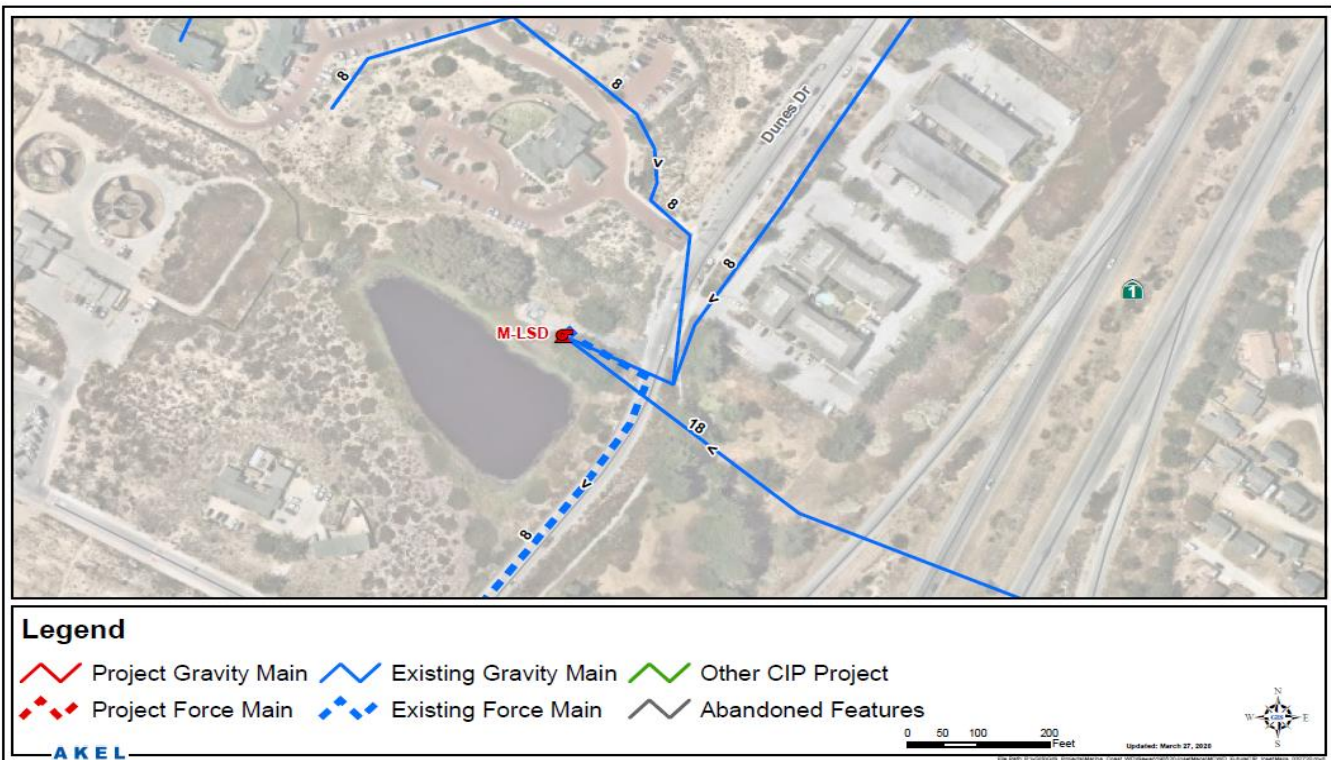 8
8
8
Dunes Dr
8
1
M-LSD
18
8
Legend
Project Gravity Main
Existing Gravity Main
Other CIP Project
Project Force Main
Existing Force Main
Abandoned Features
0 50 100 200
Feet
N
W GIS E
S
AKEL
Updated: March 27, 2020